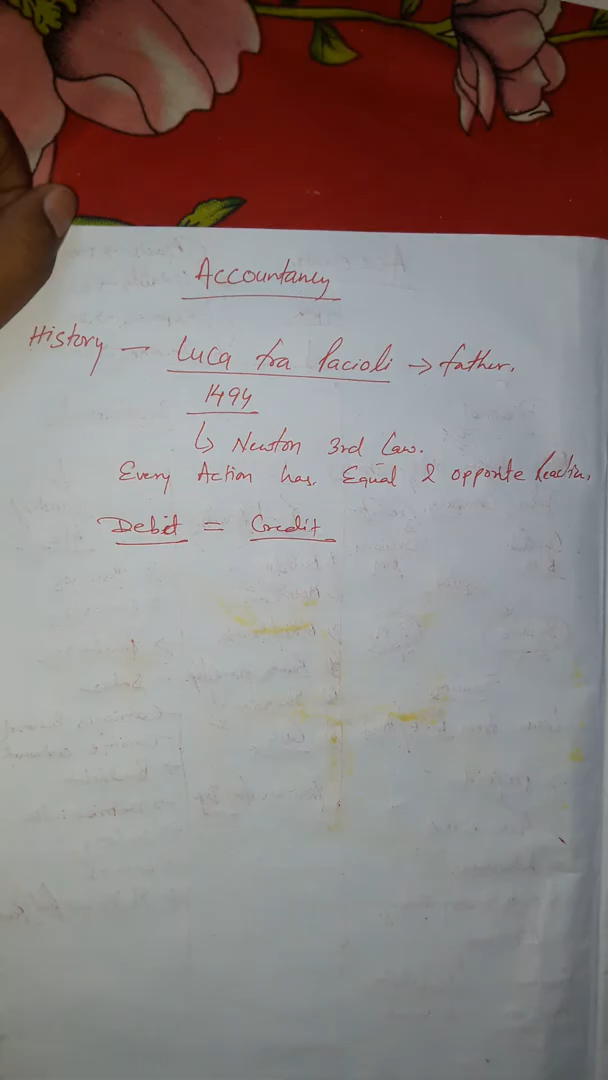 Accountancy
History – Luca fra Pacioli → father.
1494
↳ Newton 3rd Law.
Every Action has. Equal & opposite Reaction.
Debit = Credit